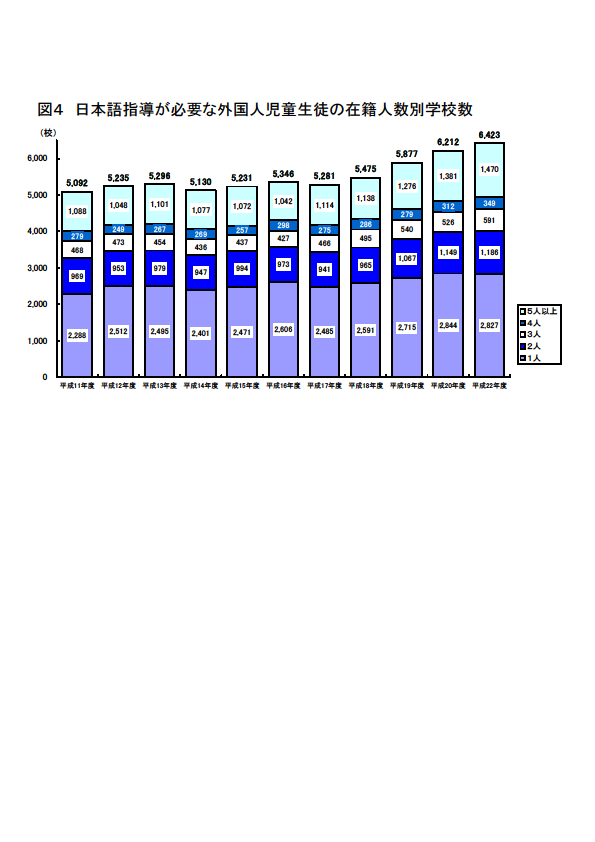 図４　日本語指導が必要な外国人児童生徒の在籍人数別学校数
（校）
6,423
6,212
5,877
5,475
5,346
5,296
5,281
5,235
5,231
5,130
5,092
6,000
5,000
4,000
3,000
2,000
1,000
0
1,088 1,048 1,101 1,077 1,072 1,042 1,114 1,138 1,276 1,381 1,470
279 249 267 269 257 298 275 286 279 312 349
468 473 454 436 437 427 466 495 540 526 591
969 953 979 947 994 973 941 965 1,067 1,149 1,186
2,288 2,512 2,495 2,401 2,471 2,606 2,485 2,591 2,715 2,844 2,827
５人以上
４人
３人
２人
１人
平成11年度 平成12年度 平成13年度 平成14年度 平成15年度 平成16年度 平成17年度 平成18年度 平成19年度 平成20年度 平成22年度